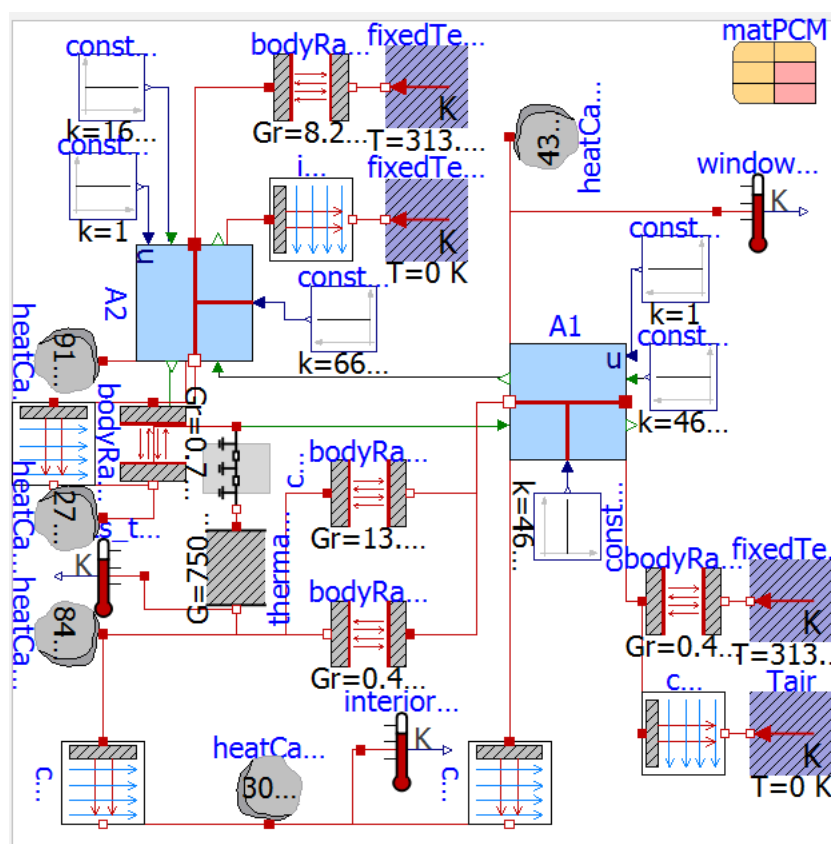 const...
k=16...
const...
k=1
bodyRa...
Gr=8.2...
fixedTe...
K
T=313....
i...
fixedTe...
K
T=0 K
43...
heatCa...
matPCM
window...
K
u
A2
const...
k=66...
const...
k=1
A1
u
const...
k=46...
k=46...
const...
heatCa...
91...
bodyRa...
Gr=0.7...
c...
bodyRa...
Gr=13....
heatCa...
27...
s_t...
K
G=750...
therma...
heatCa...
84...
bodyRa...
Gr=0.4...
bodyRa...
Gr=0.4...
fixedTe...
K
T=313...
c...
Tair
K
T=0 K
interior...
K
heatCa...
30...
c...
c...